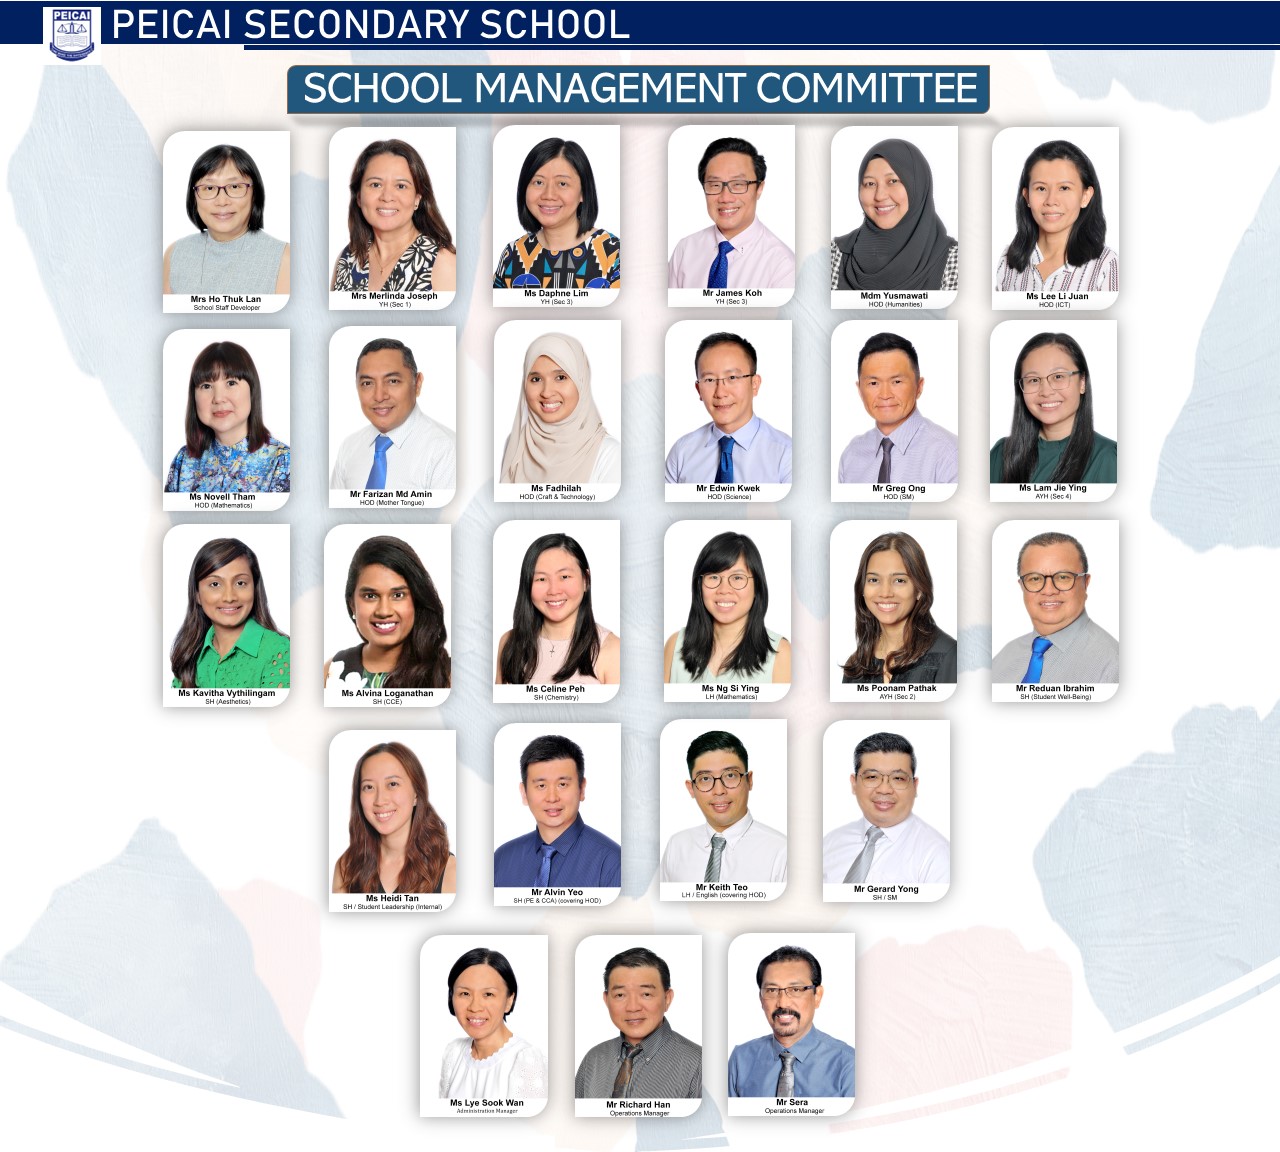 PEICAI
PEICAI SECONDARY SCHOOL
SCHOOL MANAGEMENT COMMITTEE
Mrs Ho Thuk Lan
School Staff Developer
Mrs Merlinda Joseph
YH (Sec 1)
Ms Daphne Lim
YH (Sec 3)
Mr James Koh
YH (Sec 3)
Mdm Yusmawati
HOD (Humanities)
Ms Lee Li Juan
HOD (ICT)
Ms Novell Tham
HOD (Mathematics)
Mr Farizan Md Amin
HOD (Mother Tongue)
Ms Fadhilah
HOD (Craft & Technology)
Mr Edwin Kwek
HOD (Science)
Mr Greg Ong
HOD (SM)
Ms Lam Jie Ying
AYH (Sec 4)
Ms Kavitha Vythilingam
SH (Aesthetics)
Ms Alvina Loganathan
SH (CCE)
Ms Celine Peh
SH (Chemistry)
Ms Ng Si Ying
LH (Mathematics)
Ms Poonam Pathak
AYH (Sec 2)
Mr Reduan Ibrahim
SH (Student Well-Being)
Ms Heidi Tan
SH / Student Leadership (Internal)
Mr Alvin Yeo
SH (PE & CCA) (covering HOD)
Mr Keith Teo
LH / English (covering HOD)
Mr Gerard Yong
SH / SM
Ms Lye Sook Wan
Administration Manager
Mr Richard Han
Operations Manager
Mr Sera
Operations Manager